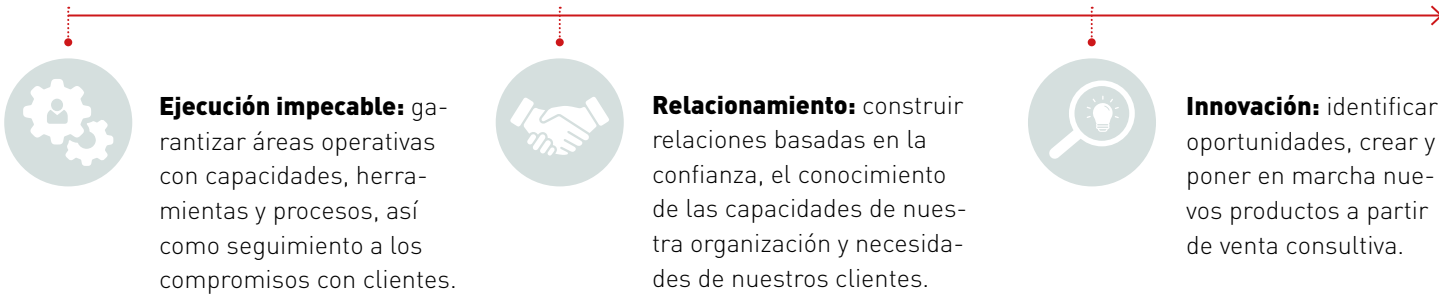 Ejecución impecable: ga-
rantizar áreas operativas
con capacidades, herra-
mientas y procesos, así
como seguimiento a los
compromisos con clientes.
Relacionamiento: construir
relaciones basadas en la
confianza, el conocimiento
de las capacidades de nues-
tra organización y necesida-
des de nuestros clientes.
Innovación: identificar
oportunidades, crear y
poner en marcha nue-
vos productos a partir
de venta consultiva.